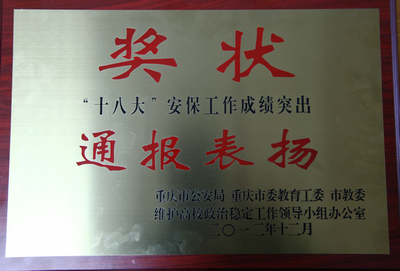 奖状
“十八大”安保工作成绩突出
通报表扬
重庆市公安局 重庆市委教育工委 市教委
维护高校政治稳定工作领导小组办公室
二〇一二年十二月